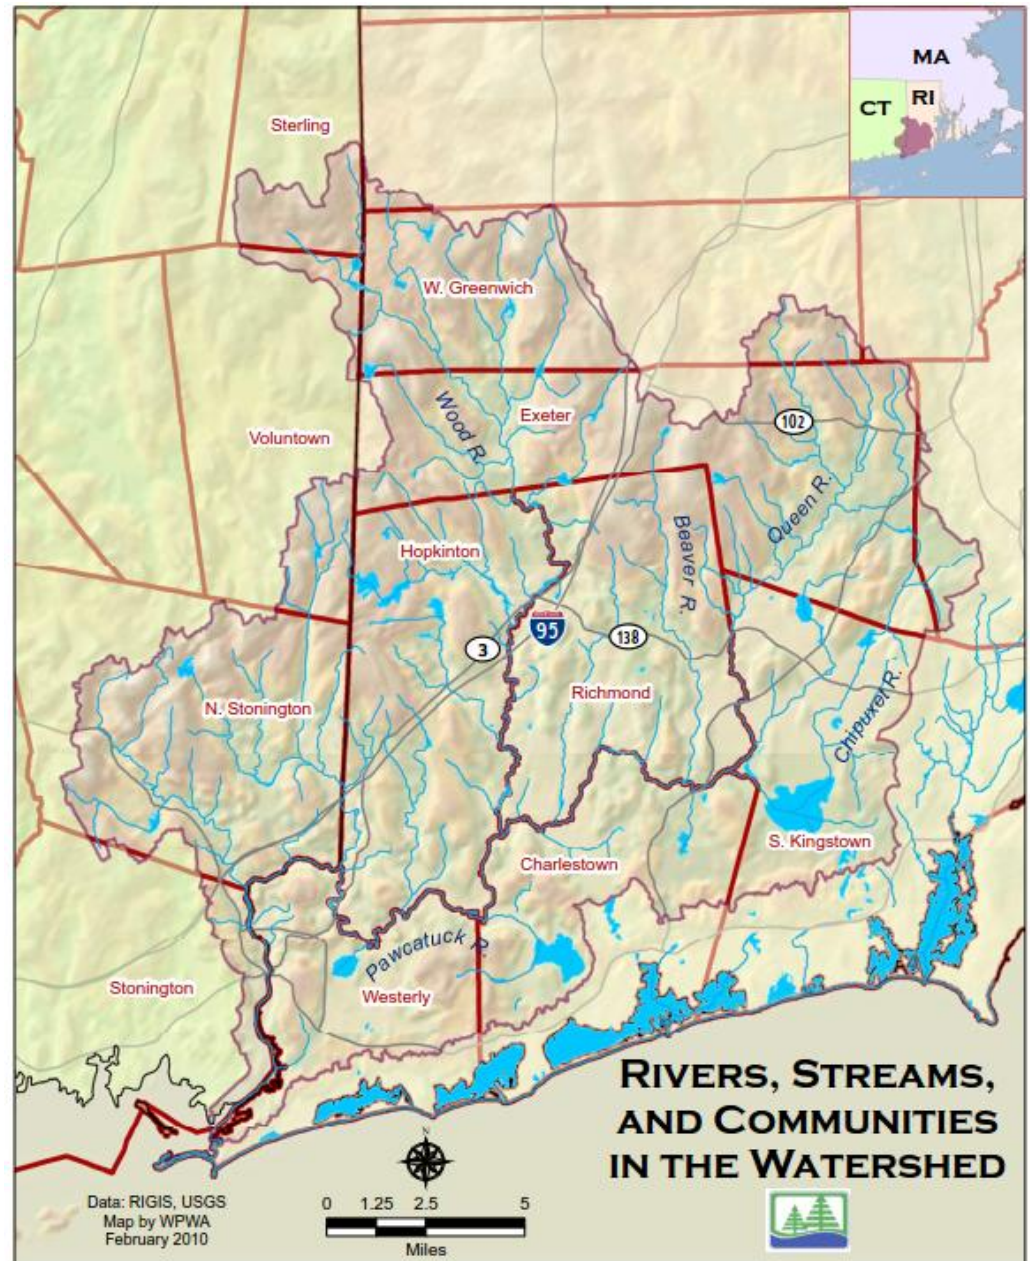 MA
CT
RI
Sterling
W. Greenwich
Wood R.
Exeter
Voluntown
102
Queen R.
Beaver R.
Hopkinton
95
3
138
Richmond
N. Stonington
Chipuxet R.
S. Kingstown
Charlestown
Pawcatuck R.
Stonington
Westerly
RIVERS, STREAMS,
AND COMMUNITIES
IN THE WATERSHED
N
Data: RIGIS, USGS
Map by WPWA
February 2010
0 1.25 2.5 5
Miles